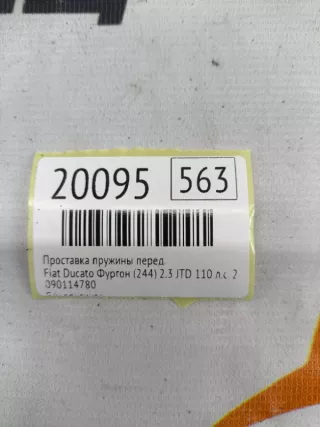 20095 563
Проставка пружины перед.
Fiat Ducato Фургон (244) 2.3 JTD 110 л.с. 2
090114780